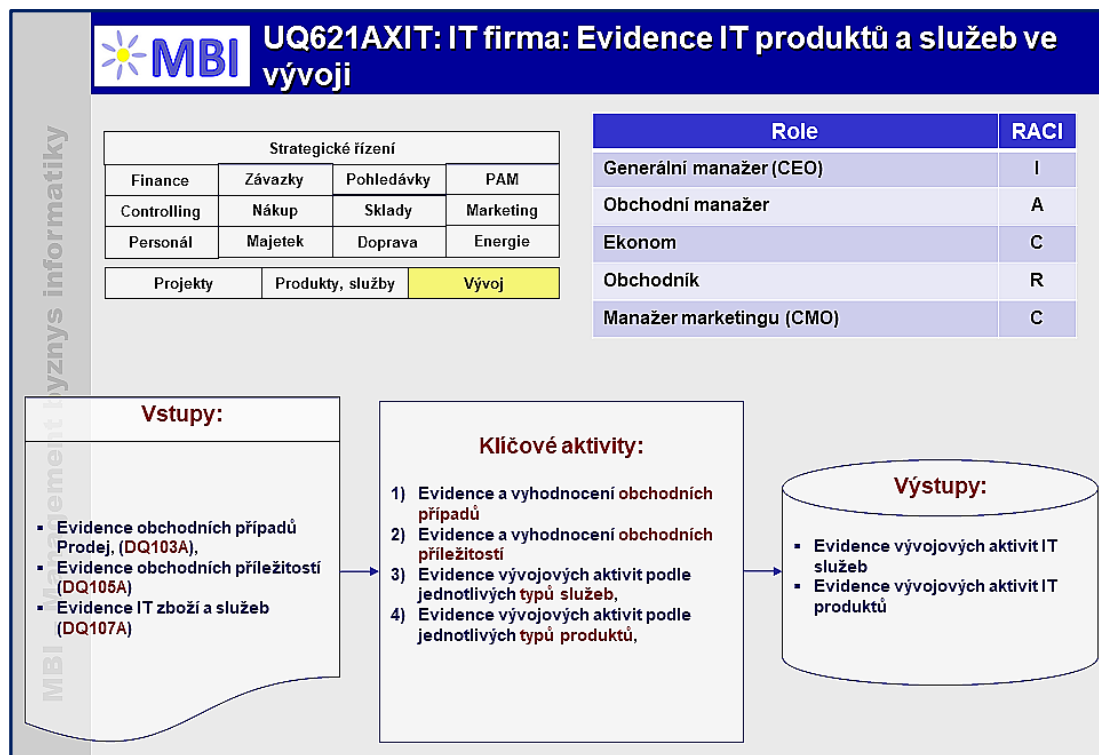 MBI
UQ621AXIT: IT firma: Evidence IT produktů a služeb ve
vývoji
MBI - Management byznys informatiky
Strategické řízení
Finance Závazky Pohledávky PAM
Controlling Nákup Sklady Marketing
Personál Majetek Doprava Energie
Projekty Produkty, služby Vývoj
Role RACI
Generální manažer (CEO) I
Obchodní manažer A
Ekonom C
Obchodník R
Manažer marketingu (CMO) C
Vstupy:
▪ Evidence obchodních případů
Prodej, (DQ103A),
▪ Evidence obchodních příležitostí
(DQ105A)
▪ Evidence IT zboží a služeb
(DQ107A)
Klíčové aktivity:
1) Evidence a vyhodnocení obchodních
případů
2) Evidence a vyhodnocení obchodních
příležitostí
3) Evidence vývojových aktivit podle
jednotlivých typů služeb,
4) Evidence vývojových aktivit podle
jednotlivých typů produktů,
Výstupy:
▪ Evidence vývojových aktivit IT
služeb
▪ Evidence vývojových aktivit IT
produktů